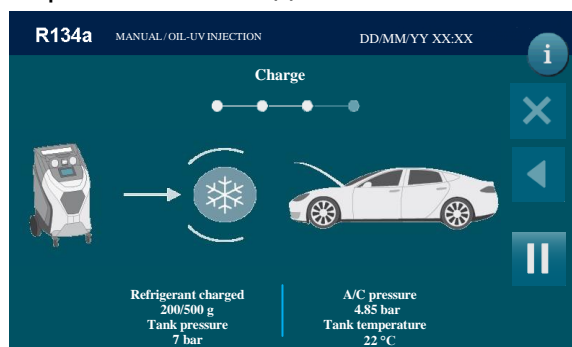 R134a MANUAL / OIL-UV INJECTION DD/MM/YY XX:XX
i
Charge
Refrigerant charged
200/500 g
Tank pressure
7 bar
A/C pressure
4.85 bar
Tank temperature
22 °C